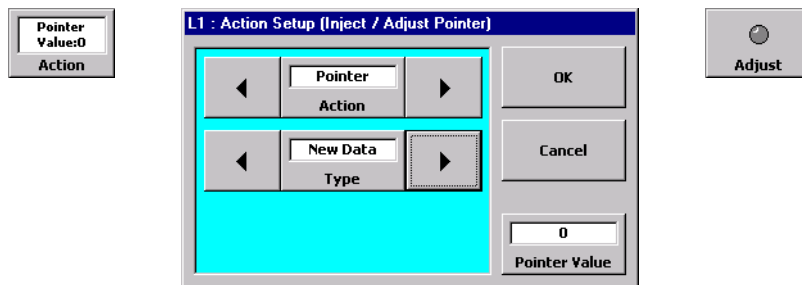 Pointer
Value:0
Action
L1 : Action Setup (Inject / Adjust Pointer)
Pointer
Action
New Data
Type
OK
Cancel
0
Pointer Value
Adjust